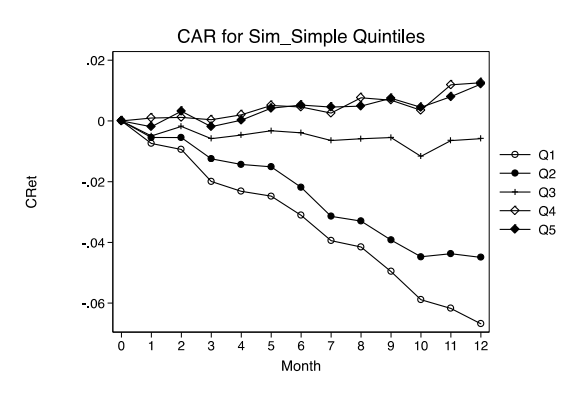 CAR for Sim_Simple Quintiles
.02
0
-.02
-.04
-.06
CRet
0 1 2 3 4 5 6 7 8 9 10 11 12
Month
Q1
Q2
Q3
Q4
Q5